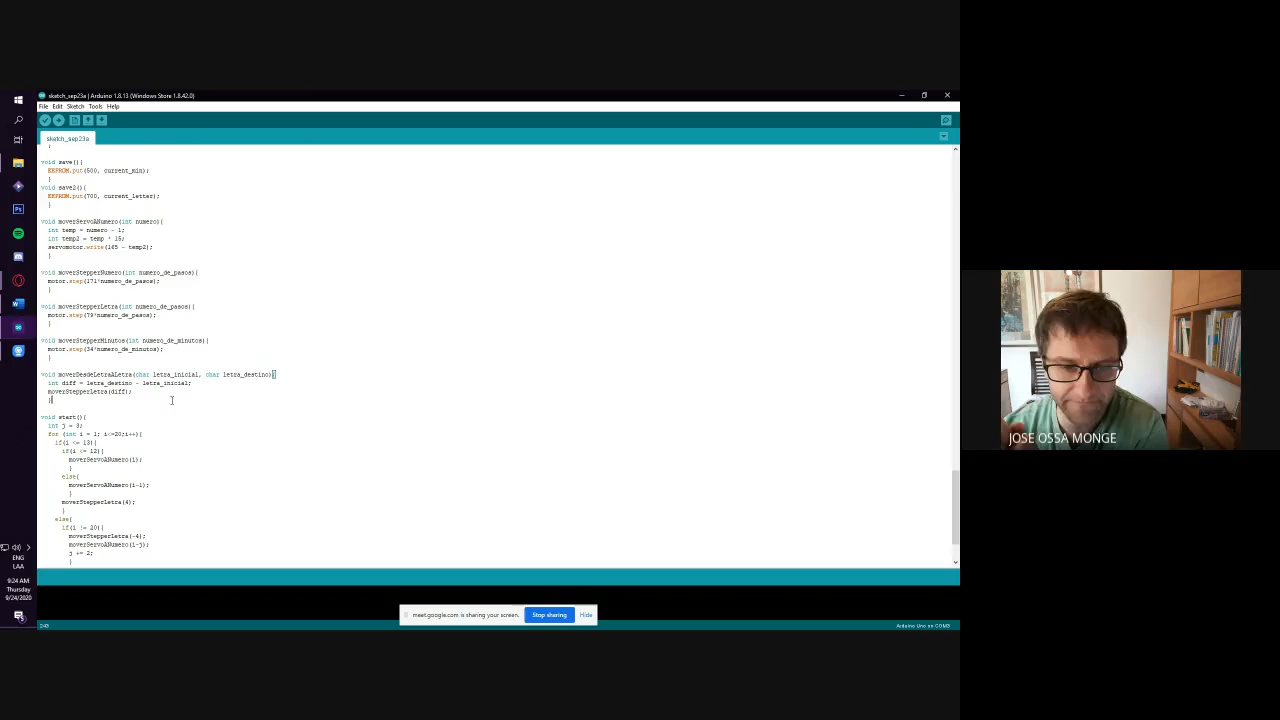 sketch_sep23a | Arduino 1.8.13 (Windows Store 1.8.42.0)
File Edit Sketch Tools Help
sketch_sep23a
}
void save(){
EEPROM.put(500, current_min);
}
void save2(){
EEPROM.put(700, current_letter);
}
void moverServoANumero(int numero){
int temp = numero - 1;
int temp2 = temp * 15;
servomotor.write(165 - temp2);
}
void moverStepperNumero(int numero_de_pasos){
motor.step(171*numero_de_pasos);
}
void moverStepperLetra(int numero_de_pasos){
motor.step(79*numero_de_pasos);
}
void moverStepperMinutos(int numero_de_minutos){
motor.step(34*numero_de_minutos);
}
void moverDesdeLetraALetra(char letra_inicial, char letra_destino){
int diff = letra_destino - letra_inicial;
moverStepperLetra(diff);
}
void start(){
int j = 3;
for (int i = 1; i<=20;i++){
if(i <= 13){
if(i <= 12){
moverServoANumero(i);
}
else{
moverServoANumero(i-1);
}
moverStepperLetra(4);
}
else{
if(i != 20){
moverStepperLetra(-4);
moverServoANumero(i-j);
j += 2;
}
ENG
LAA
9:24 AM
Thursday
9/24/2020
meet.google.com is sharing your screen.
Stop sharing
Hide
243
Arduino Uno on COM3
Ps
JOSE OSSA MONGE